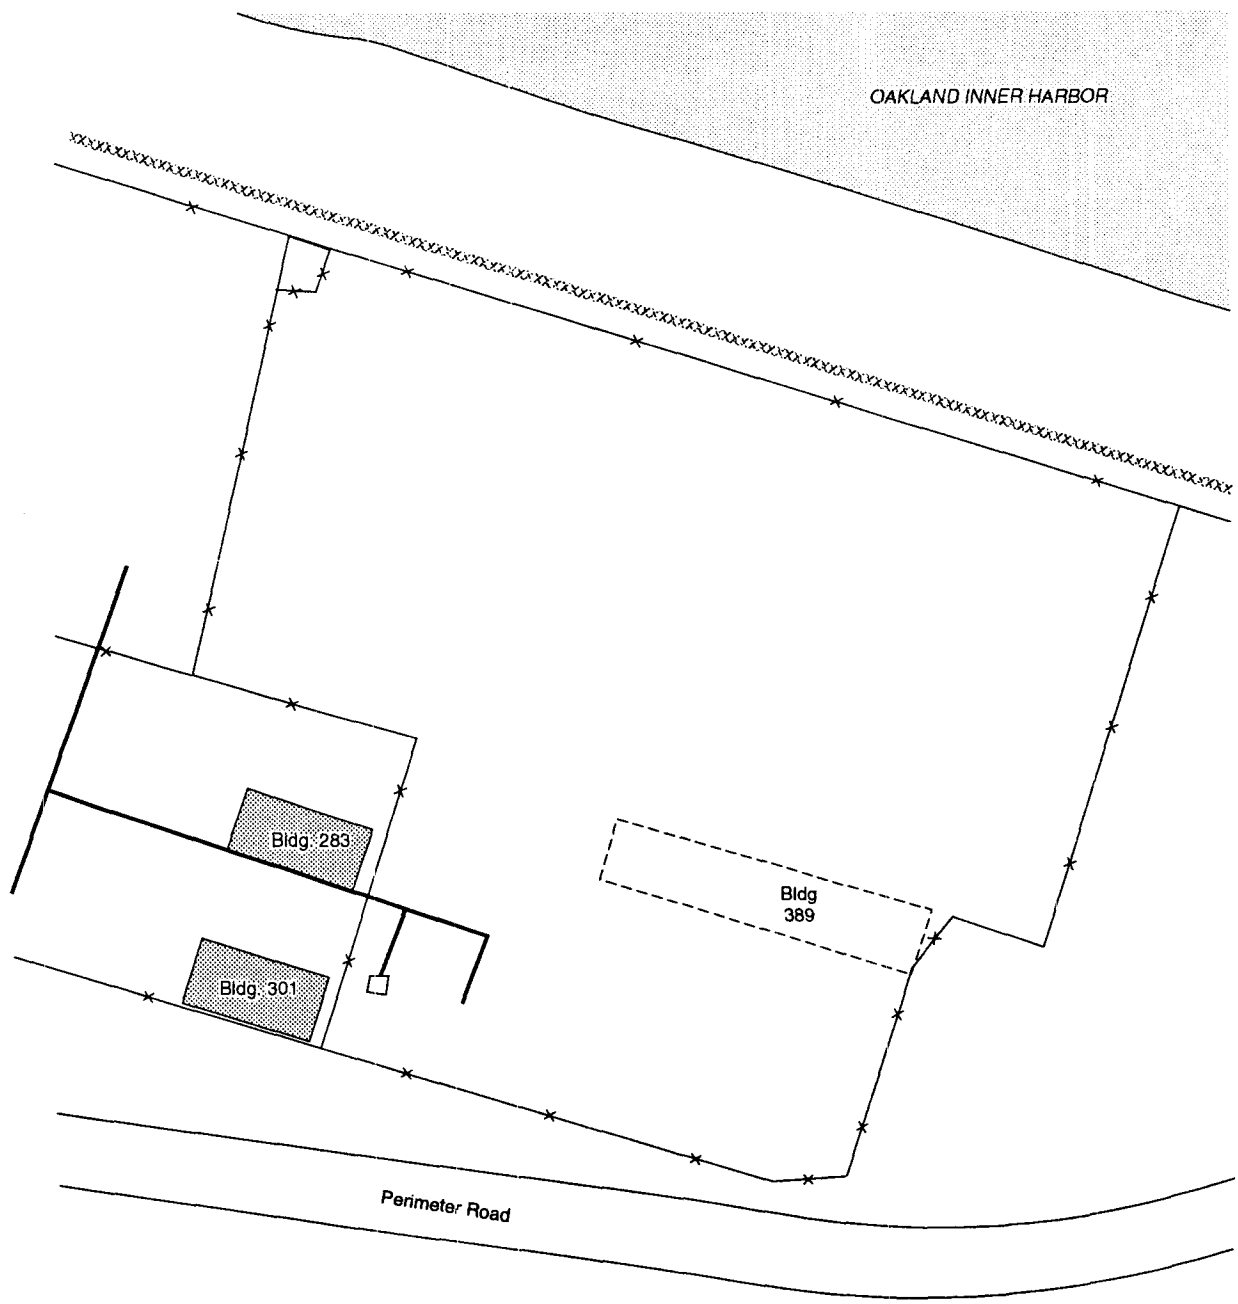 OAKLAND INNER HARBOR
Bldg. 283
Bldg
389
Bldg. 301
Perimeter Road